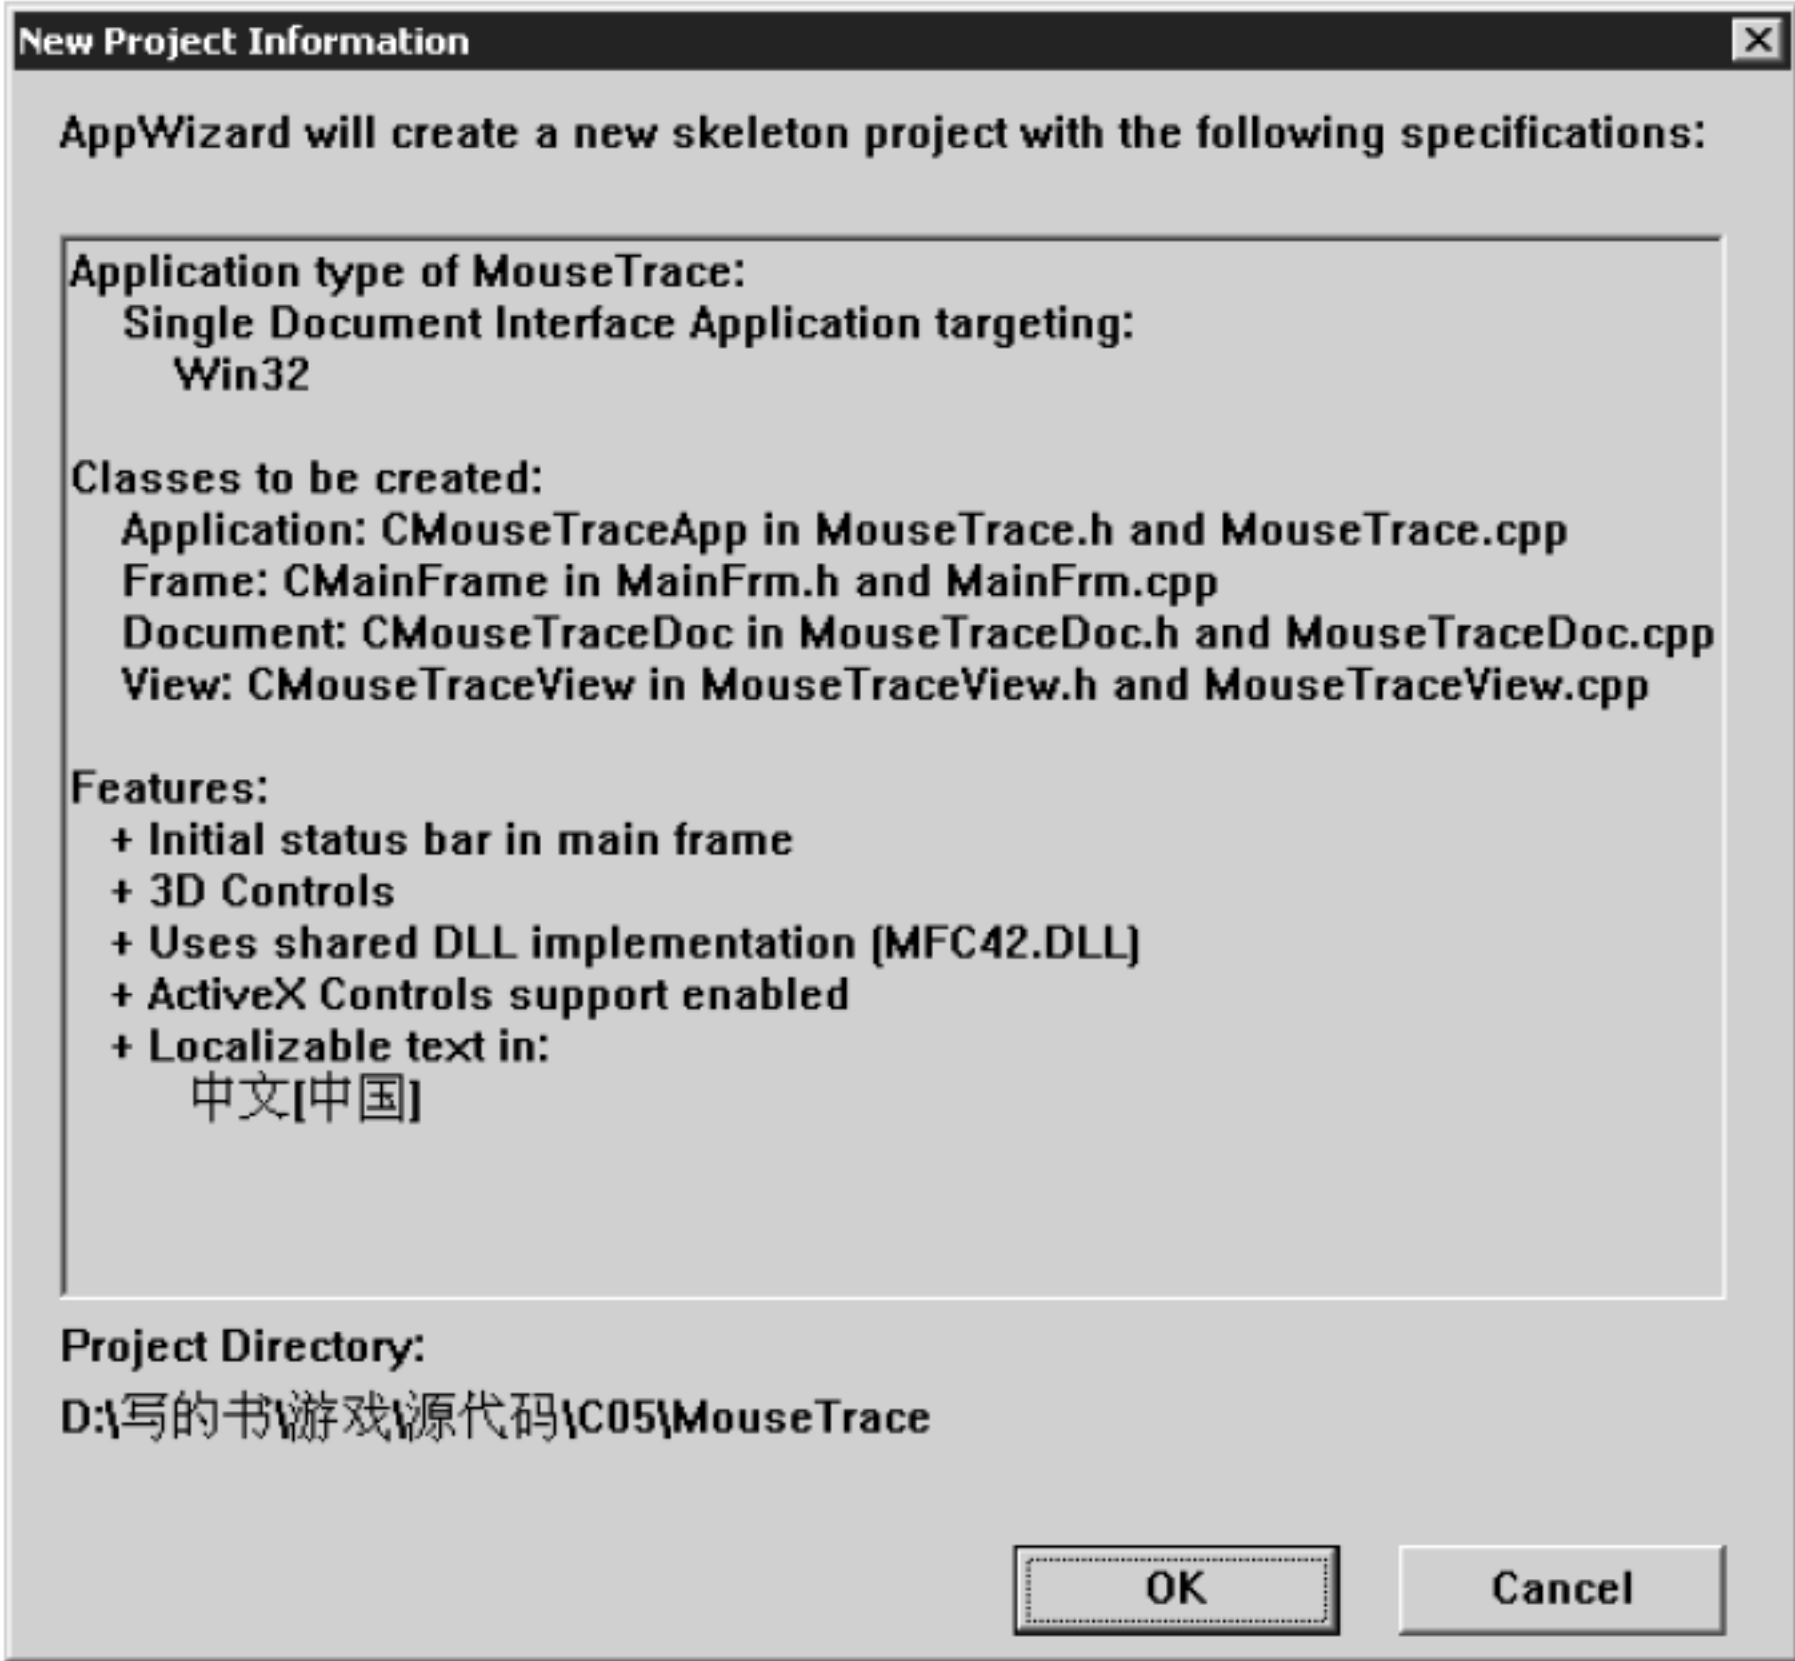 New Project Information
AppWizard will create a new skeleton project with the following specifications:
Application type of MouseTrace:
Single Document Interface Application targeting:
Win32
Classes to be created:
Application: CMouseTraceApp in MouseTrace.h and MouseTrace.cpp
Frame: CMainFrame in MainFrm.h and MainFrm.cpp
Document: CMouseTraceDoc in MouseTraceDoc.h and MouseTraceDoc.cpp
View: CMouseTraceView in MouseTraceView.h and MouseTraceView.cpp
Features:
+ Initial status bar in main frame
+ 3D Controls
+ Uses shared DLL implementation (MFC42.DLL)
+ ActiveX Controls support enabled
+ Localizable text in:
中文[中国]
Project Directory:
D:\写的书\游戏\源代码\C05\MouseTrace
OK
Cancel